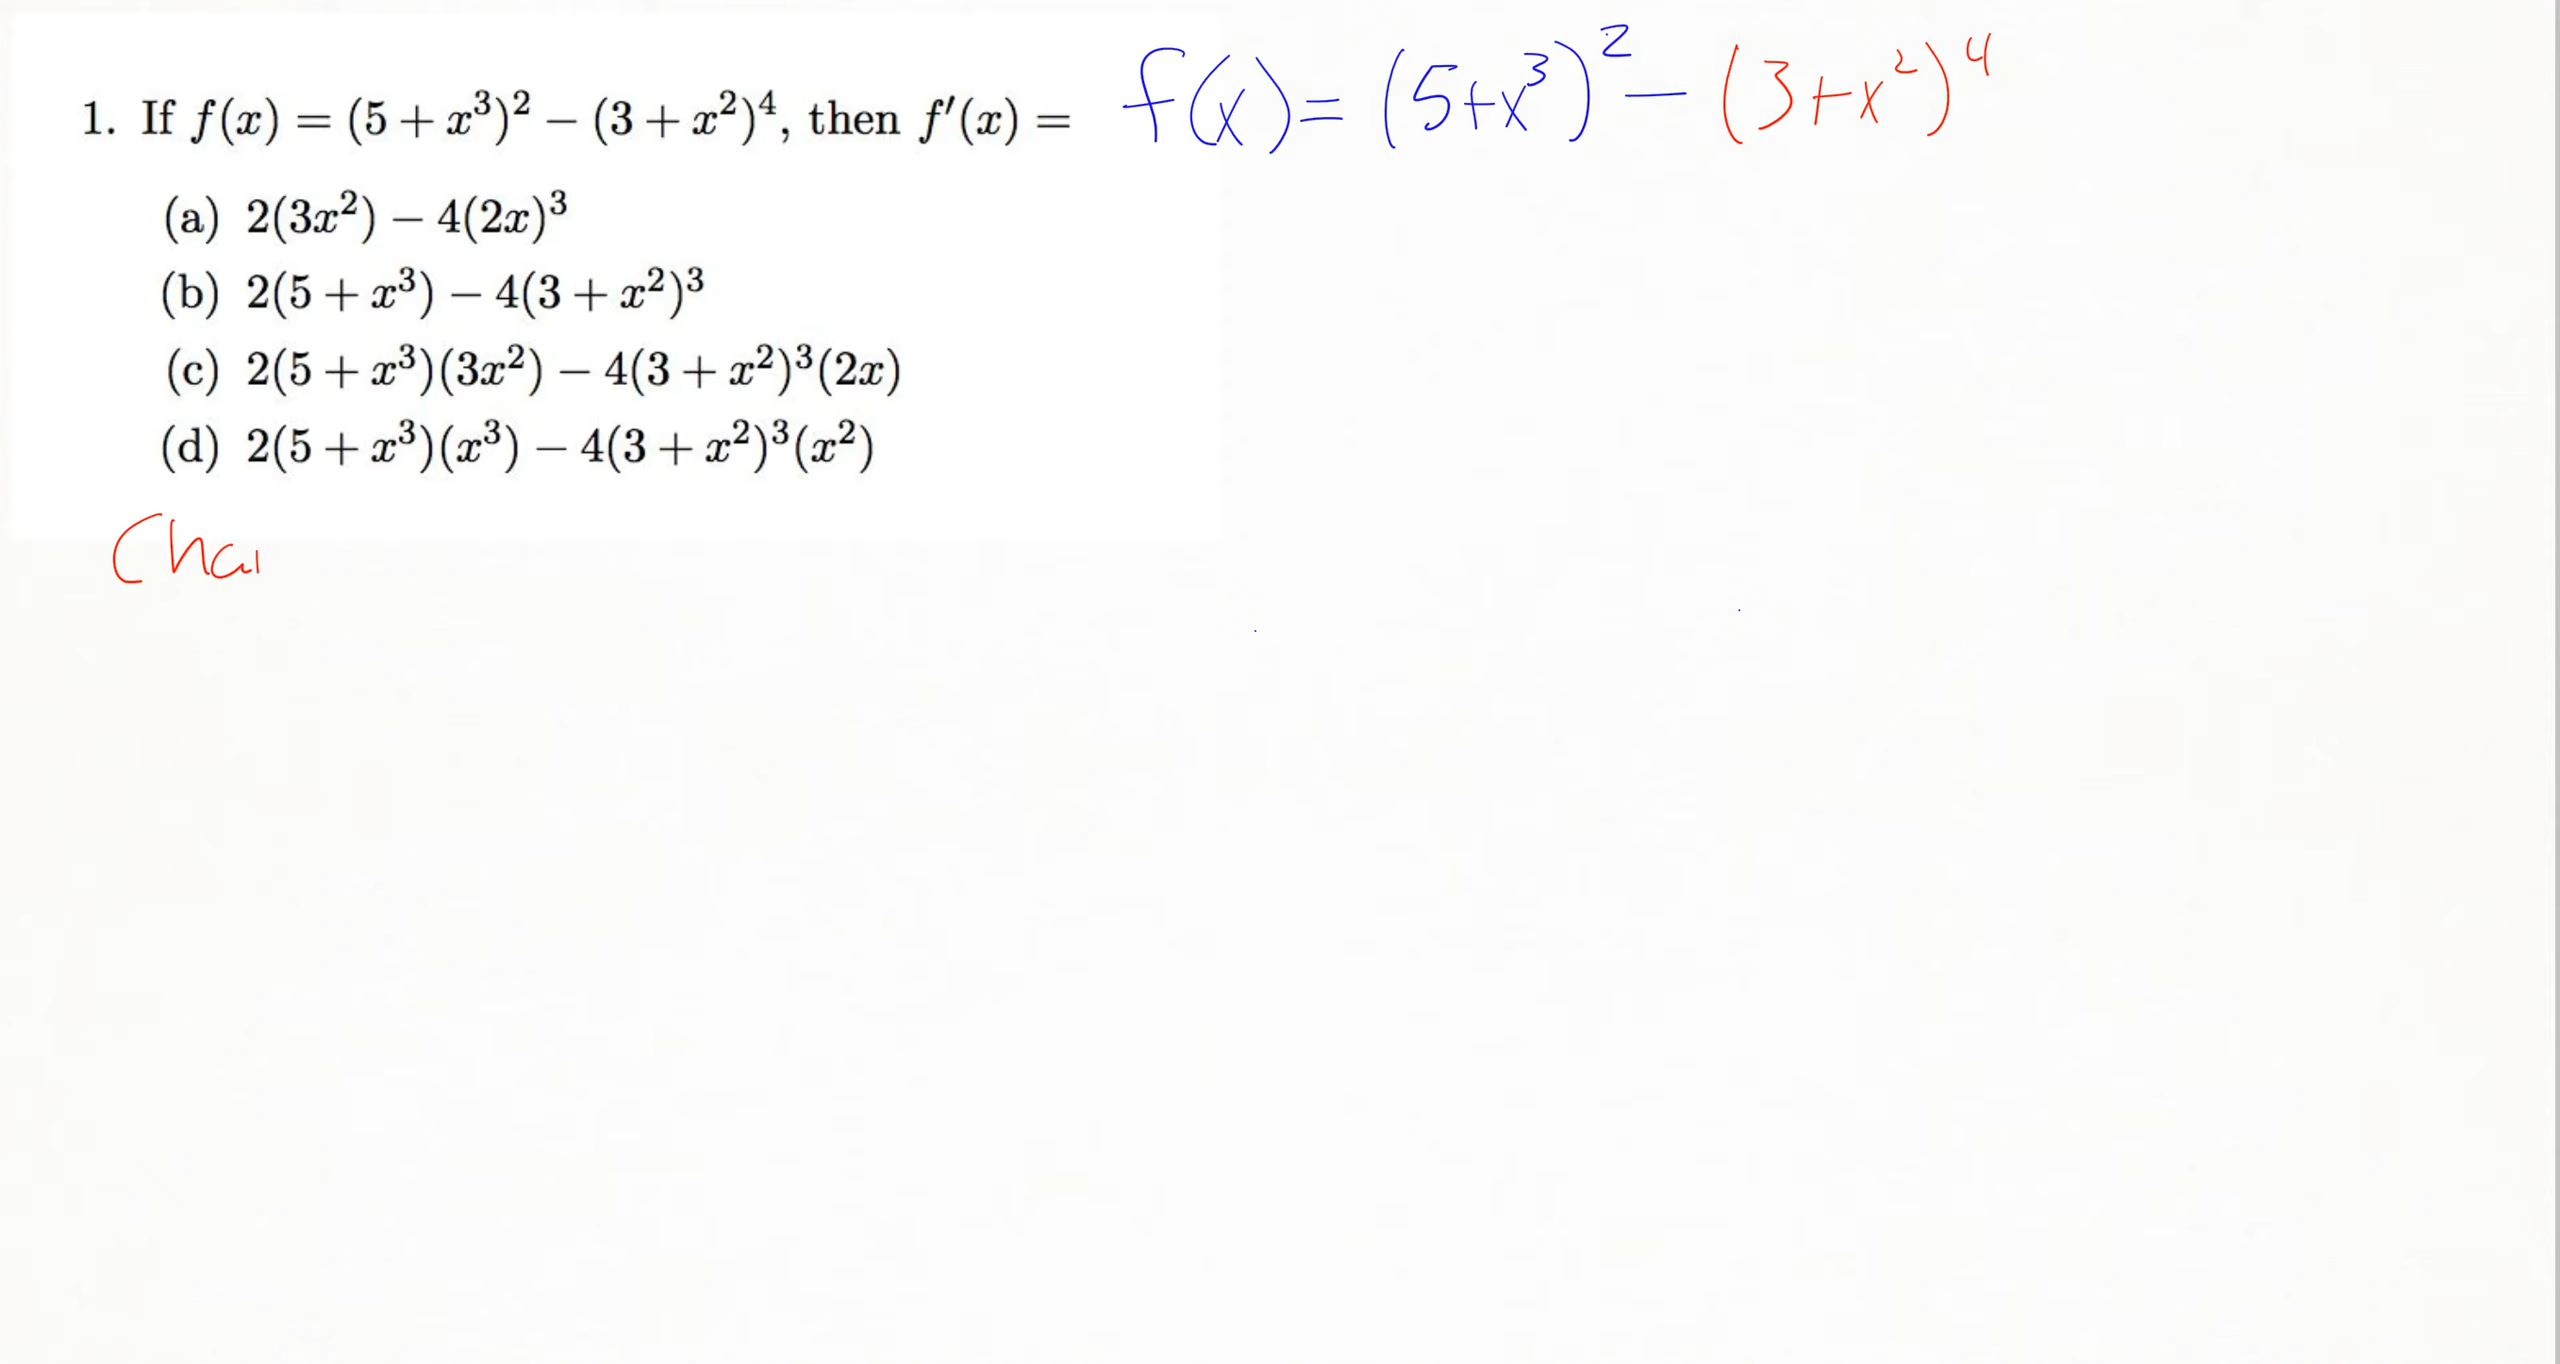 1. If f(x) = (5 + x³)² − (3 + x²)⁴, then f′(x) =
f(x) = (5+x³)² − (3+x²)⁴
(a) 2(3x²) − 4(2x)³
(b) 2(5 + x³) − 4(3 + x²)³
(c) 2(5 + x³)(3x²) − 4(3 + x²)³(2x)
(d) 2(5 + x³)(x³) − 4(3 + x²)³(x²)
Chai